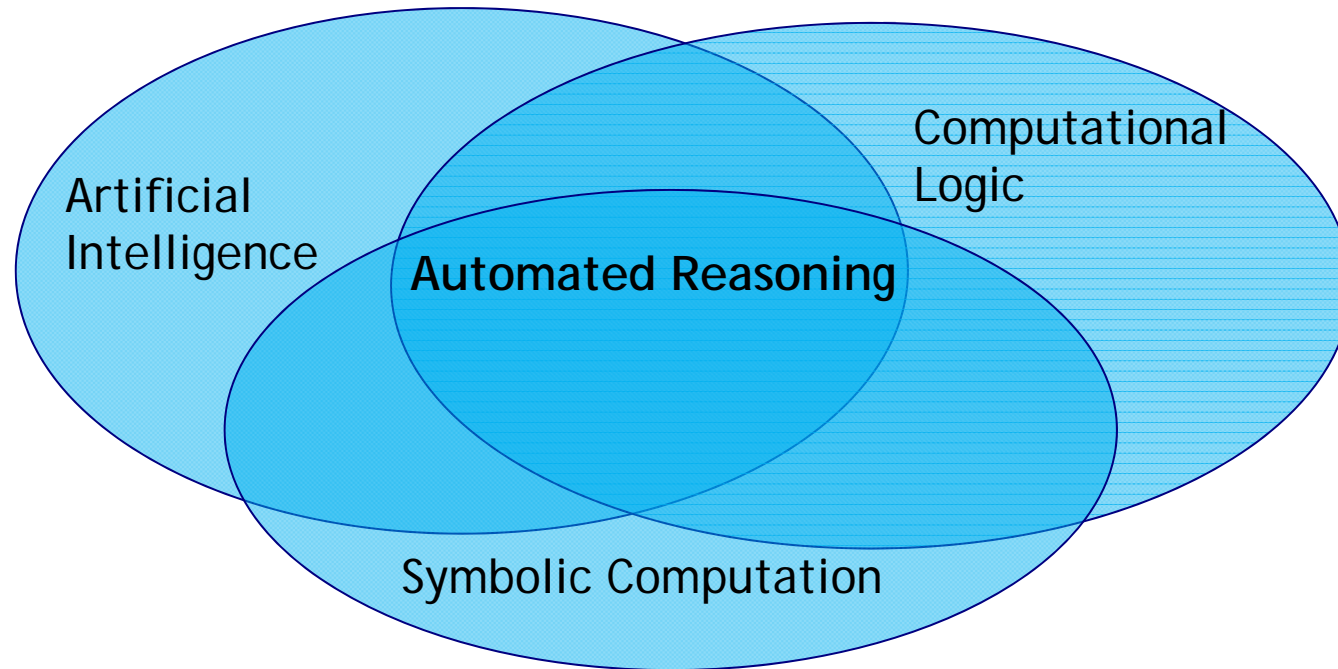 Artificial
Intelligence
Computational
Logic
Automated Reasoning
Symbolic Computation